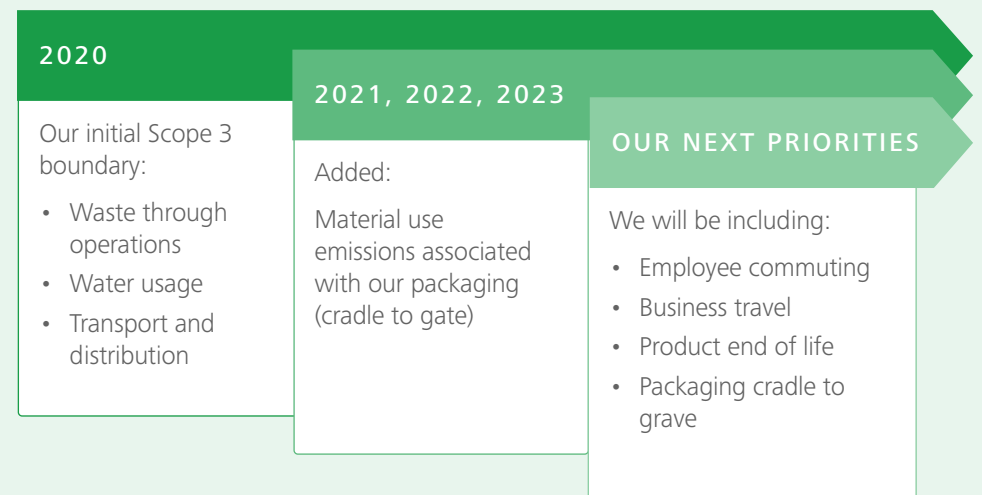 2020
Our initial Scope 3
boundary:
• Waste through
operations
• Water usage
• Transport and
distribution
2021, 2022, 2023
Added:
Material use
emissions associated
with our packaging
(cradle to gate)
OUR NEXT PRIORITIES
We will be including:
• Employee commuting
• Business travel
• Product end of life
• Packaging cradle to
grave